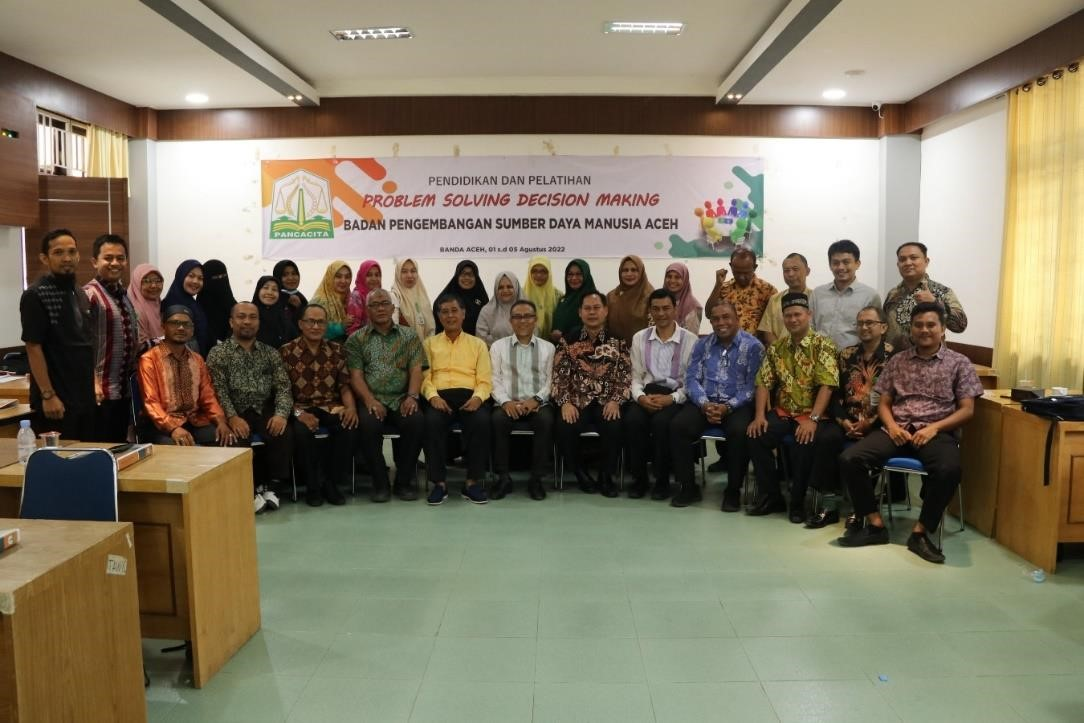 PENDIDIKAN DAN PELATIHAN
PROBLEM SOLVING DECISION MAKING
BADAN PENGEMBANGAN SUMBER DAYA MANUSIA ACEH
BANDA ACEH, 01 s.d 05 Agustus 2022
PANCACITA